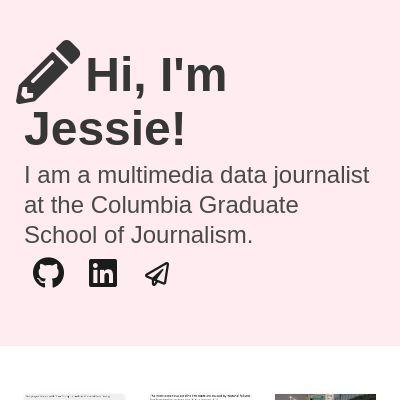 Hi, I'm
Jessie!
I am a multimedia data journalist
at the Columbia Graduate
School of Journalism.